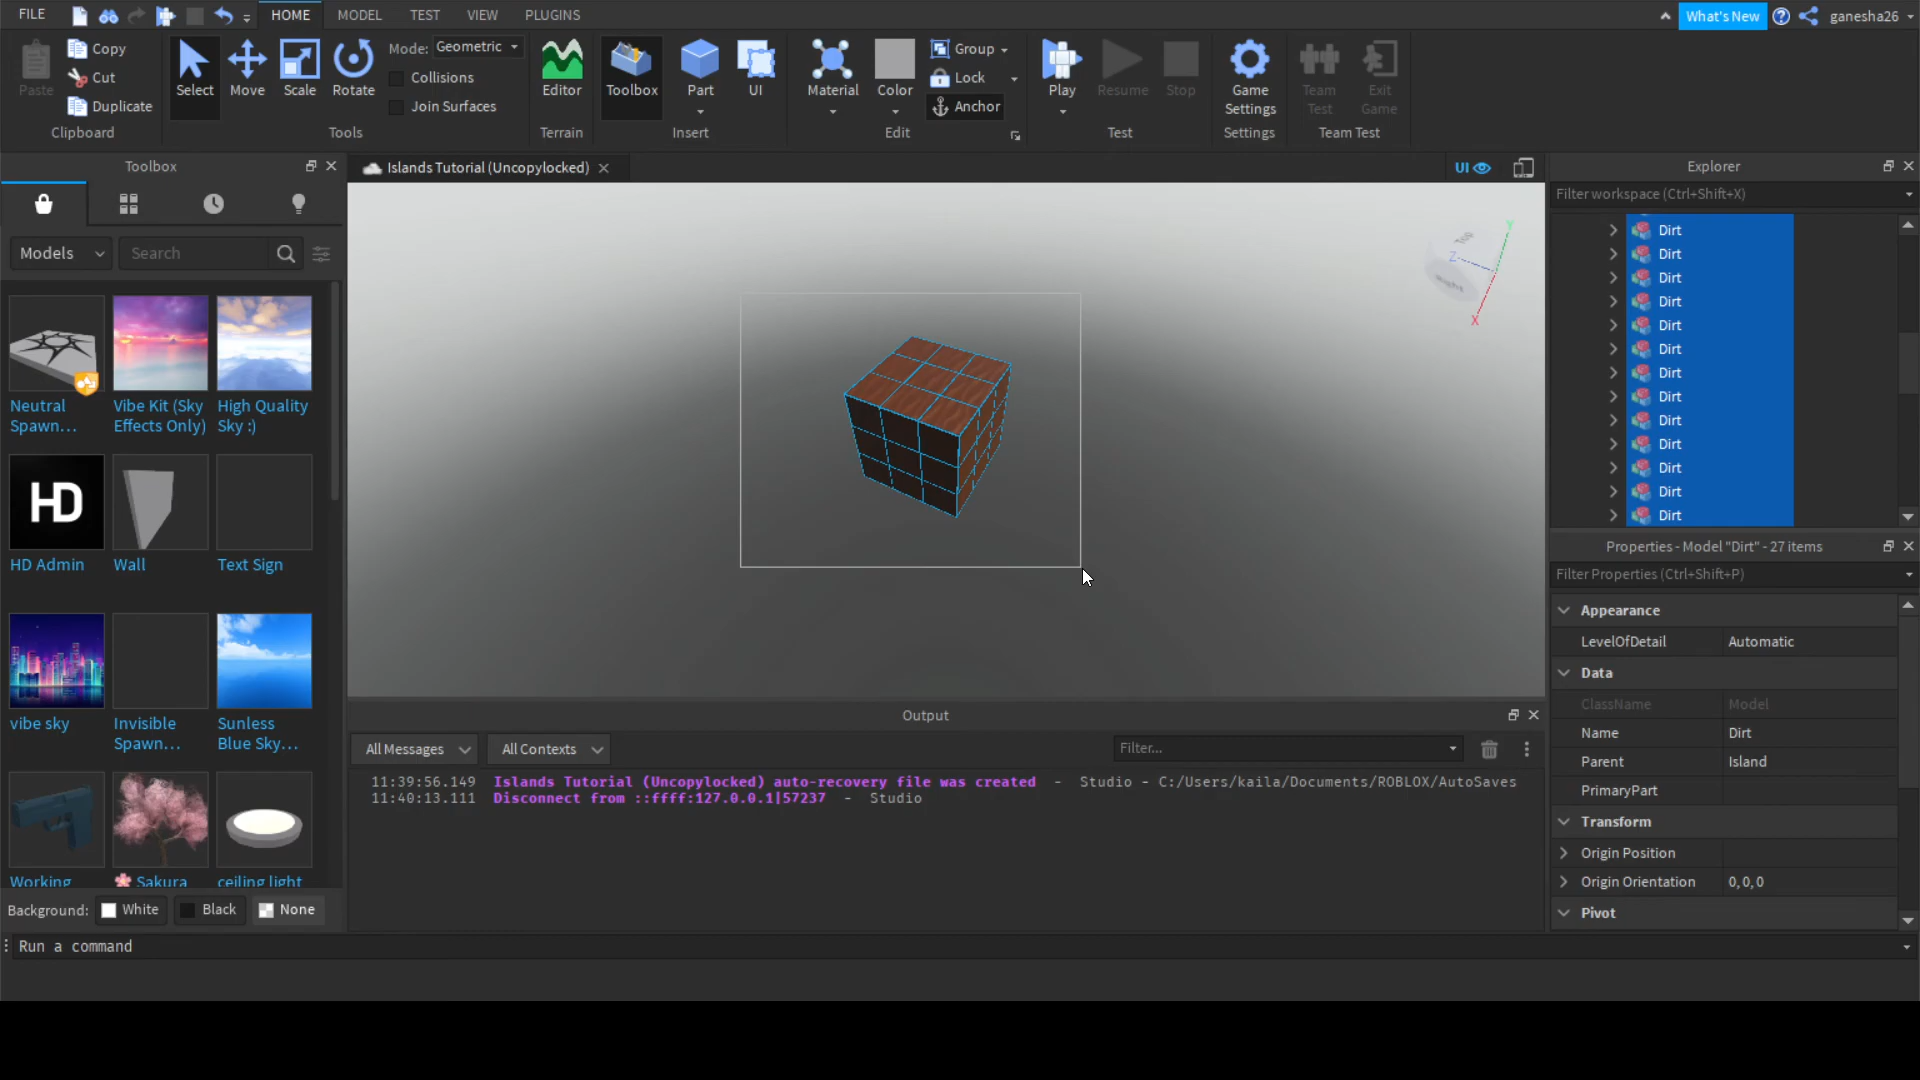 FILE
HOME
MODEL
TEST
VIEW
PLUGINS
What's New
ganesha26
Paste
Copy
Cut
Duplicate
Clipboard
Select
Move
Scale
Rotate
Mode: Geometric
Collisions
Join Surfaces
Tools
Editor
Terrain
Toolbox
Part
UI
Insert
Material
Color
Group
Lock
Anchor
Edit
Play
Resume
Stop
Test
Game
Settings
Settings
Team
Test
Exit
Game
Team Test
Toolbox
Models
Search
Neutral
Spawn...
Vibe Kit (Sky
Effects Only)
High Quality
Sky :)
HD
HD Admin
Wall
Text Sign
vibe sky
Invisible
Spawn...
Sunless
Blue Sky...
Working
🌸 Sakura
ceiling light
Background: White Black None
Islands Tutorial (Uncopylocked)
UI
Top
Right
Y
Z
X
Output
All Messages
All Contexts
Filter...
11:39:56.149 Islands Tutorial (Uncopylocked) auto-recovery file was created - Studio - C:/Users/kaila/Documents/ROBLOX/AutoSaves
11:40:13.111 Disconnect from ::ffff:127.0.0.1|57237 - Studio
Explorer
Filter workspace (Ctrl+Shift+X)
Dirt
Dirt
Dirt
Dirt
Dirt
Dirt
Dirt
Dirt
Dirt
Dirt
Dirt
Dirt
Dirt
Properties - Model "Dirt" - 27 items
Filter Properties (Ctrl+Shift+P)
Appearance
LevelOfDetail Automatic
Data
ClassName Model
Name Dirt
Parent Island
PrimaryPart
Transform
Origin Position
Origin Orientation 0, 0, 0
Pivot
Run a command